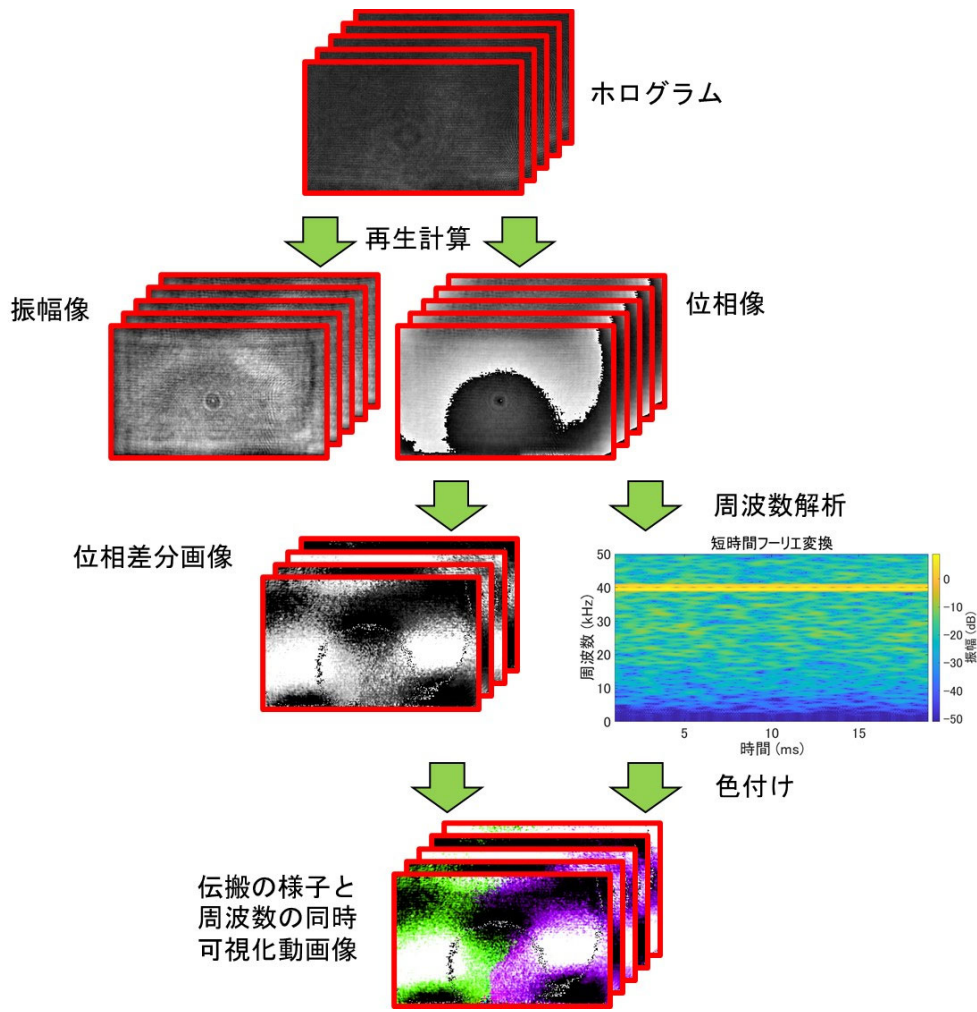 ホログラム
再生計算
振幅像
位相像
周波数解析
位相差分画像
短時間フーリエ変換
50
40
30
20
10
0
周波数 (kHz)
5
10
15
時間 (ms)
0
-10
-20
-30
-40
-50
振幅 (dB)
色付け
伝搬の様子と
周波数の同時
可視化動画像